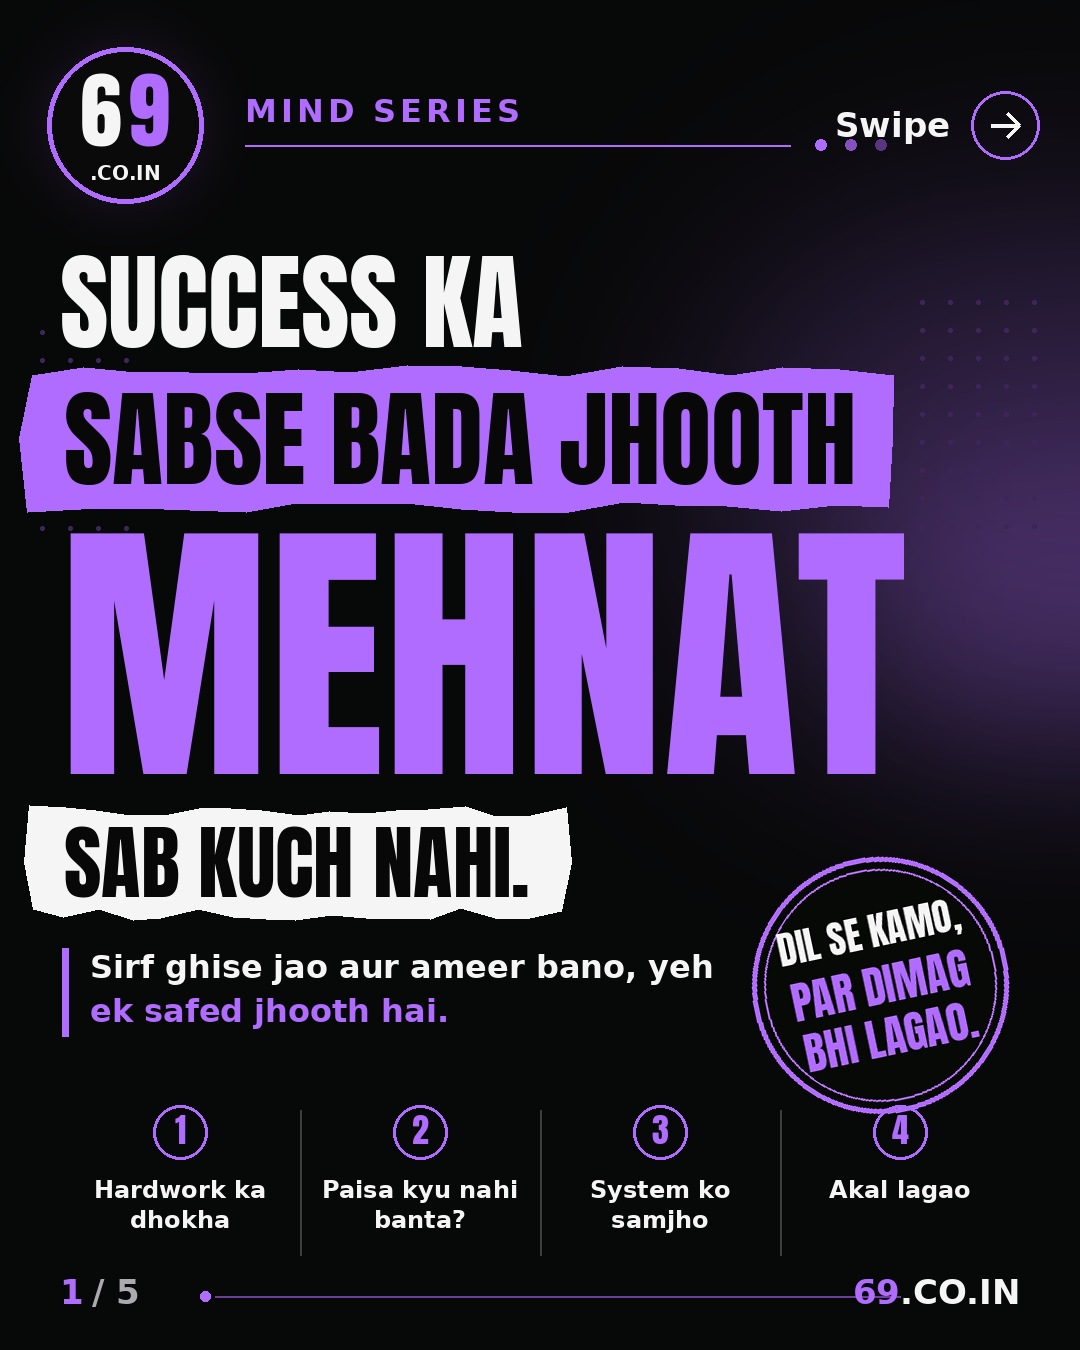 69
.CO.IN
MIND SERIES
Swipe
SUCCESS KA
SABSE BADA JHOOTH
MEHNAT
SAB KUCH NAHI.
Sirf ghise jao aur ameer bano, yeh
ek safed jhooth hai.
DIL SE KAMO,
PAR DIMAG
BHI LAGAO.
1
Hardwork ka
dhokha
2
Paisa kyu nahi
banta?
3
System ko
samjho
4
Akal lagao
1 / 5
69.CO.IN